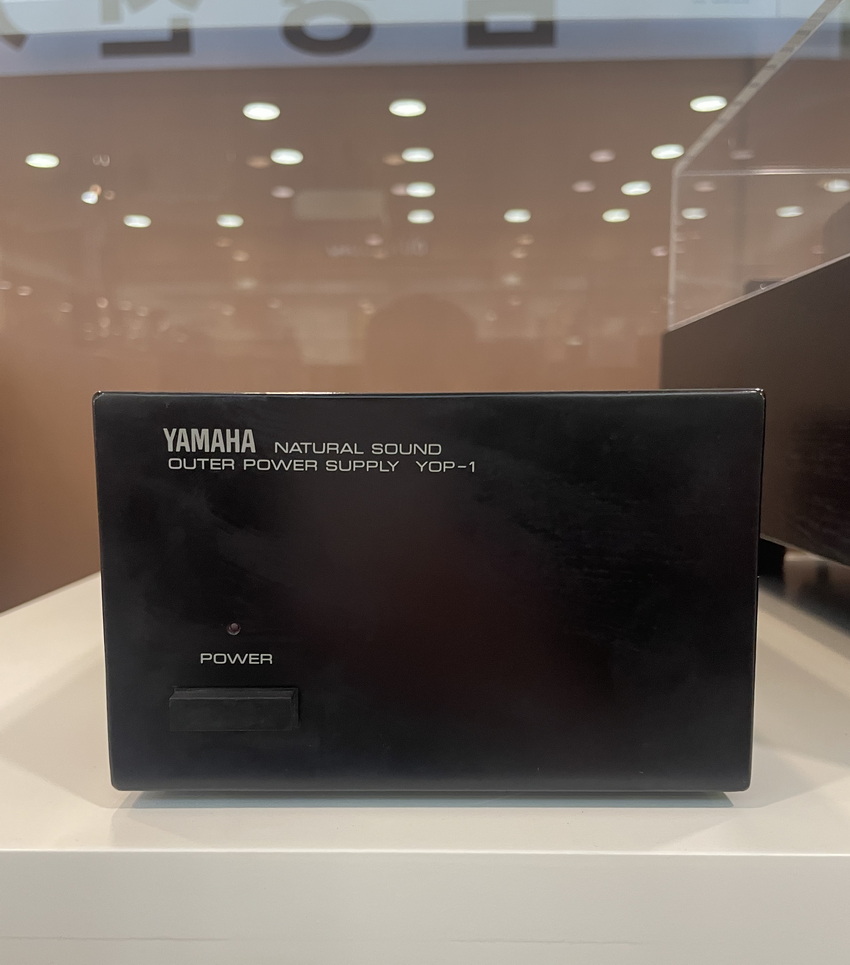 YAMAHA NATURAL SOUND
OUTER POWER SUPPLY YOP-1
POWER